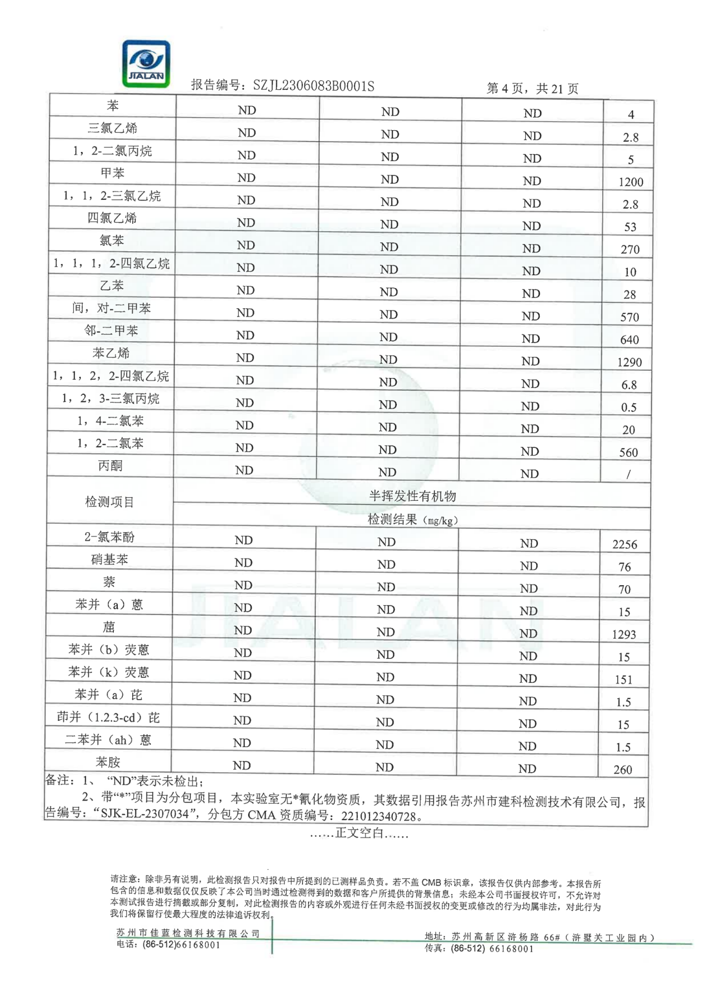 JIALAN
报告编号：SZJL2306083B0001S 第 4 页，共 21 页
苯 ND ND ND 4
三氯乙烯 ND ND ND 2.8
1，2-二氯丙烷 ND ND ND 5
甲苯 ND ND ND 1200
1，1，2-三氯乙烷 ND ND ND 2.8
四氯乙烯 ND ND ND 53
氯苯 ND ND ND 270
1，1，1，2-四氯乙烷 ND ND ND 10
乙苯 ND ND ND 28
间，对-二甲苯 ND ND ND 570
邻-二甲苯 ND ND ND 640
苯乙烯 ND ND ND 1290
1，1，2，2-四氯乙烷 ND ND ND 6.8
1，2，3-三氯丙烷 ND ND ND 0.5
1，4-二氯苯 ND ND ND 20
1，2-二氯苯 ND ND ND 560
丙酮 ND ND ND /
检测项目 半挥发性有机物
检测结果（mg/kg）
2-氯苯酚 ND ND ND 2256
硝基苯 ND ND ND 76
萘 ND ND ND 70
苯并（a）蒽 ND ND ND 15
䓛 ND ND ND 1293
苯并（b）荧蒽 ND ND ND 15
苯并（k）荧蒽 ND ND ND 151
苯并（a）芘 ND ND ND 1.5
茚并（1.2.3-cd）芘 ND ND ND 15
二苯并（ah）蒽 ND ND ND 1.5
苯胺 ND ND ND 260
JIALAN
备注：1、 “ND”表示未检出；
2、带“*”项目为分包项目，本实验室无*氰化物资质，其数据引用报告苏州市建科检测技术有限公司，报
告编号：“SJK-EL-2307034”，分包方 CMA 资质编号：221012340728。
……正文空白……
请注意：除非另有说明，此检测报告只对报告中所提到的已测样品负责。若不盖 CMB 标识章，该报告仅供内部参考。本报告所
包含的信息和数据仅仅反映了本公司当时通过检测得到的数据和客户所提供的背景信息；未经本公司书面授权许可，不允许对
本测试报告进行摘截或部分复制，对此检测报告的内容或外观进行任何未经书面授权的变更或修改的行为均属非法，对此行为
我们将保留行使最大程度的法律追诉权利。
苏州市佳蓝检测科技有限公司 地址：苏州高新区浒杨路 66#（浒墅关工业园内）
电话：(86-512)66168001 传真：(86-512) 66168001